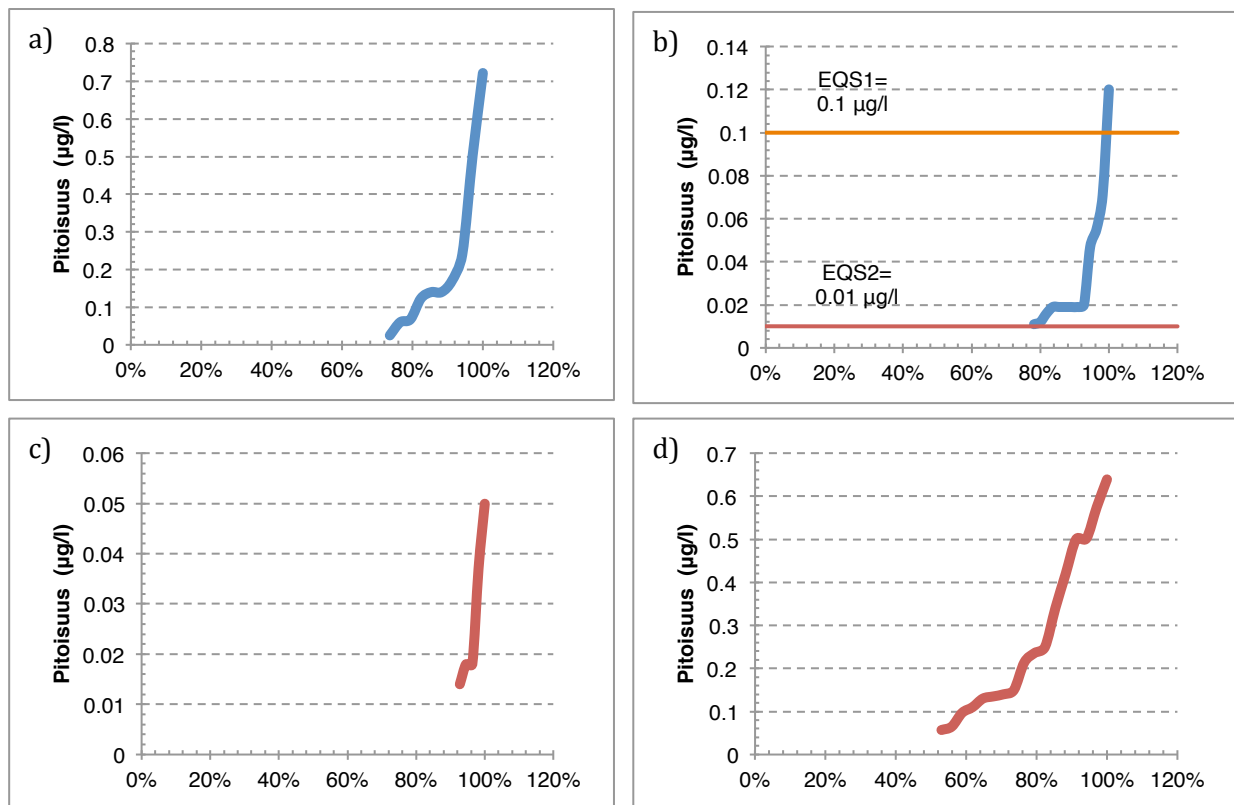 a)
Pitoisuus (µg/l)
0.8
0.7
0.6
0.5
0.4
0.3
0.2
0.1
0
0% 20% 40% 60% 80% 100% 120%
b)
Pitoisuus (µg/l)
0.14
0.12
0.1
0.08
0.06
0.04
0.02
0
EQS1=
0.1 µg/l
EQS2=
0.01 µg/l
0% 20% 40% 60% 80% 100% 120%
c)
Pitoisuus (µg/l)
0.06
0.05
0.04
0.03
0.02
0.01
0
0% 20% 40% 60% 80% 100% 120%
d)
Pitoisuus (µg/l)
0.7
0.6
0.5
0.4
0.3
0.2
0.1
0
0% 20% 40% 60% 80% 100% 120%